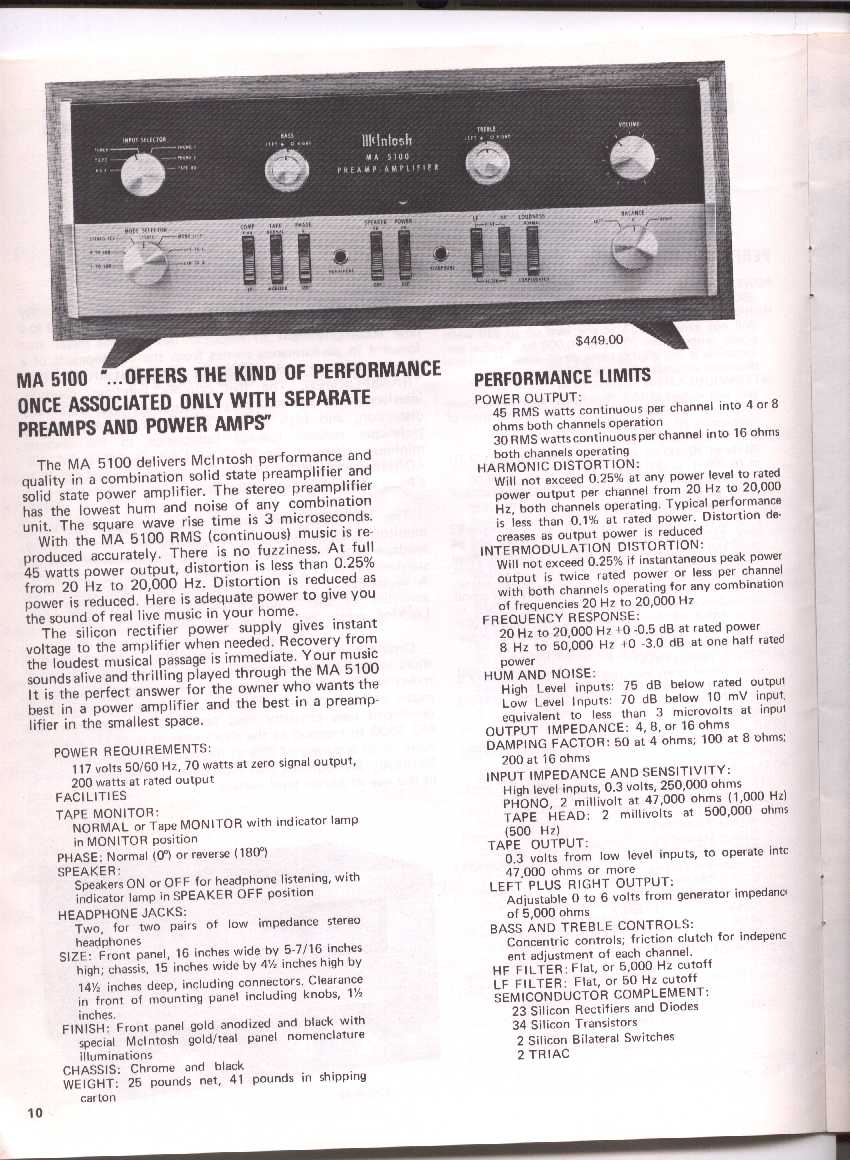 INPUT SELECTOR
BASS
LEFT RIGHT
McIntosh
MA 5100
PREAMP-AMPLIFIER
TREBLE
LEFT RIGHT
VOLUME
TAPE
PHONO 1
PHONO 2
MODE SELECTOR
COMP TAPE PHASE
SPEAKER POWER
LF HF LOUDNESS
BALANCE
$449.00
MA 5100 "...OFFERS THE KIND OF PERFORMANCE
ONCE ASSOCIATED ONLY WITH SEPARATE
PREAMPS AND POWER AMPS"
The MA 5100 delivers McIntosh performance and
quality in a combination solid state preamplifier and
solid state power amplifier. The stereo preamplifier
has the lowest hum and noise of any combination
unit. The square wave rise time is 3 microseconds.
With the MA 5100 RMS (continuous) music is re-
produced accurately. There is no fuzziness. At full
45 watts power output, distortion is less than 0.25%
from 20 Hz to 20,000 Hz. Distortion is reduced as
power is reduced. Here is adequate power to give you
the sound of real live music in your home.
The silicon rectifier power supply gives instant
voltage to the amplifier when needed. Recovery from
the loudest musical passage is immediate. Your music
sounds alive and thrilling played through the MA 5100
It is the perfect answer for the owner who wants the
best in a power amplifier and the best in a preamp-
lifier in the smallest space.
POWER REQUIREMENTS:
117 volts 50/60 Hz, 70 watts at zero signal output,
200 watts at rated output
FACILITIES
TAPE MONITOR:
NORMAL or Tape MONITOR with indicator lamp
in MONITOR position
PHASE: Normal (0º) or reverse (180º)
SPEAKER:
Speakers ON or OFF for headphone listening, with
indicator lamp in SPEAKER OFF position
HEADPHONE JACKS:
Two, for two pairs of low impedance stereo
headphones
SIZE: Front panel, 16 inches wide by 5-7/16 inches
high; chassis, 15 inches wide by 4½ inches high by
14½ inches deep, including connectors. Clearance
in front of mounting panel including knobs, 1½
inches.
FINISH: Front panel gold anodized and black with
special McIntosh gold/teal panel nomenclature
illuminations
CHASSIS: Chrome and black
WEIGHT: 25 pounds net, 41 pounds in shipping
carton
10
PERFORMANCE LIMITS
POWER OUTPUT:
45 RMS watts continuous per channel into 4 or 8
ohms both channels operation
30 RMS watts continuous per channel into 16 ohms
both channels operating
HARMONIC DISTORTION:
Will not exceed 0.25% at any power level to rated
power output per channel from 20 Hz to 20,000
Hz, both channels operating. Typical performance
is less than 0.1% at rated power. Distortion de-
creases as output power is reduced
INTERMODULATION DISTORTION:
Will not exceed 0.25% if instantaneous peak power
output is twice rated power or less per channel
with both channels operating for any combination
of frequencies 20 Hz to 20,000 Hz
FREQUENCY RESPONSE:
20 Hz to 20,000 Hz +0 -0.5 dB at rated power
8 Hz to 50,000 Hz +0 -3.0 dB at one half rated
power
HUM AND NOISE:
High Level inputs: 75 dB below rated output
Low Level Inputs: 70 dB below 10 mV input,
equivalent to less than 3 microvolts at input
OUTPUT IMPEDANCE: 4, 8, or 16 ohms
DAMPING FACTOR: 50 at 4 ohms; 100 at 8 ohms;
200 at 16 ohms
INPUT IMPEDANCE AND SENSITIVITY:
High level inputs, 0.3 volts, 250,000 ohms
PHONO, 2 millivolt at 47,000 ohms (1,000 Hz)
TAPE HEAD: 2 millivolts at 500,000 ohms
(500 Hz)
TAPE OUTPUT:
0.3 volts from low level inputs, to operate into
47,000 ohms or more
LEFT PLUS RIGHT OUTPUT:
Adjustable 0 to 6 volts from generator impedance
of 5,000 ohms
BASS AND TREBLE CONTROLS:
Concentric controls; friction clutch for independ
ent adjustment of each channel.
HF FILTER: Flat, or 5,000 Hz cutoff
LF FILTER: Flat, or 50 Hz cutoff
SEMICONDUCTOR COMPLEMENT:
23 Silicon Rectifiers and Diodes
34 Silicon Transistors
2 Silicon Bilateral Switches
2 TRIAC